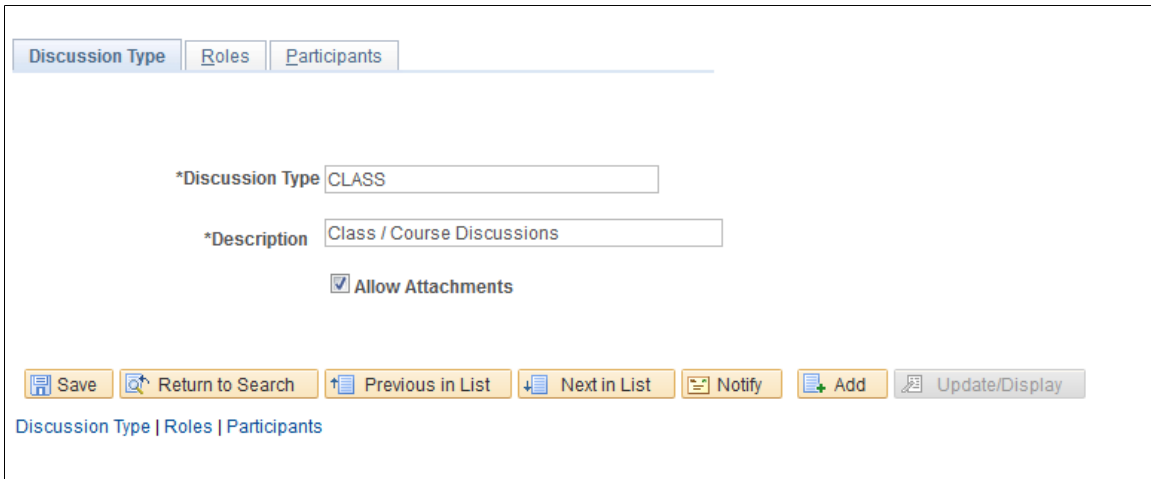 Discussion Type Roles Participants
*Discussion Type CLASS
*Description Class / Course Discussions
Allow Attachments
Save Return to Search Previous in List Next in List Notify Add Update/Display
Discussion Type | Roles | Participants